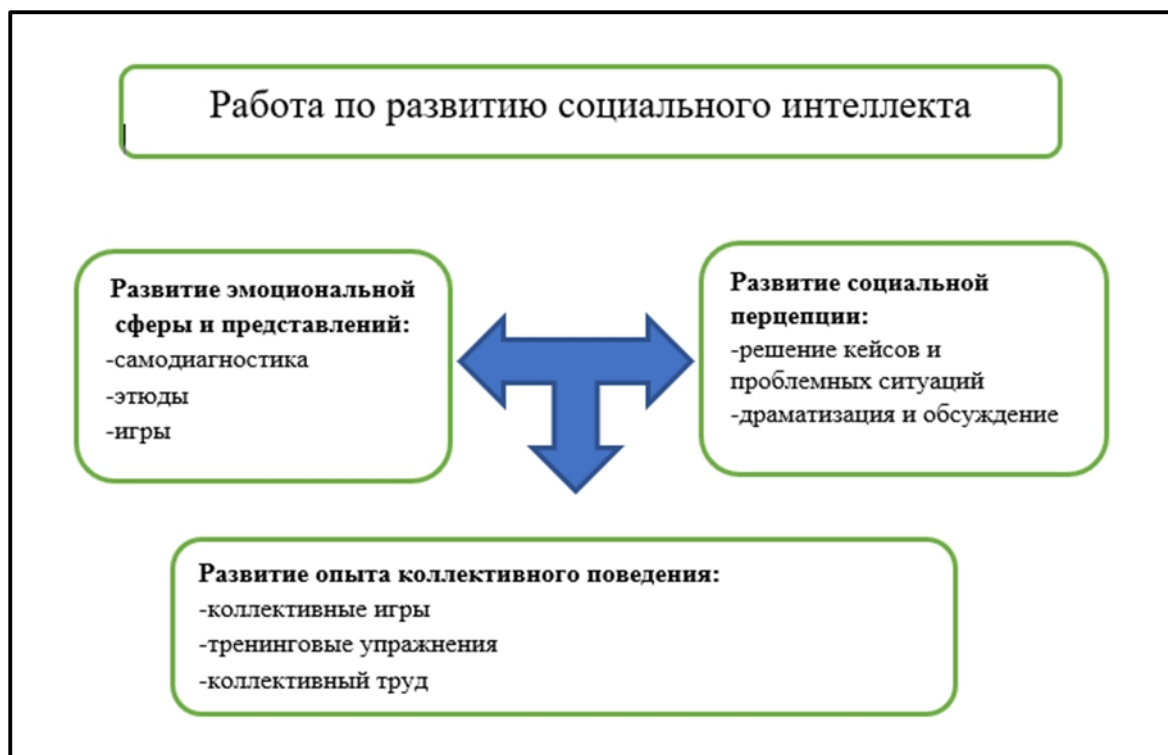 Работа по развитию социального интеллекта
Развитие эмоциональной
сферы и представлений:
-самодиагностика
-этюды
-игры
Развитие социальной
перцепции:
-решение кейсов и
проблемных ситуаций
-драматизация и обсуждение
Развитие опыта коллективного поведения:
-коллективные игры
-тренинговые упражнения
-коллективный труд